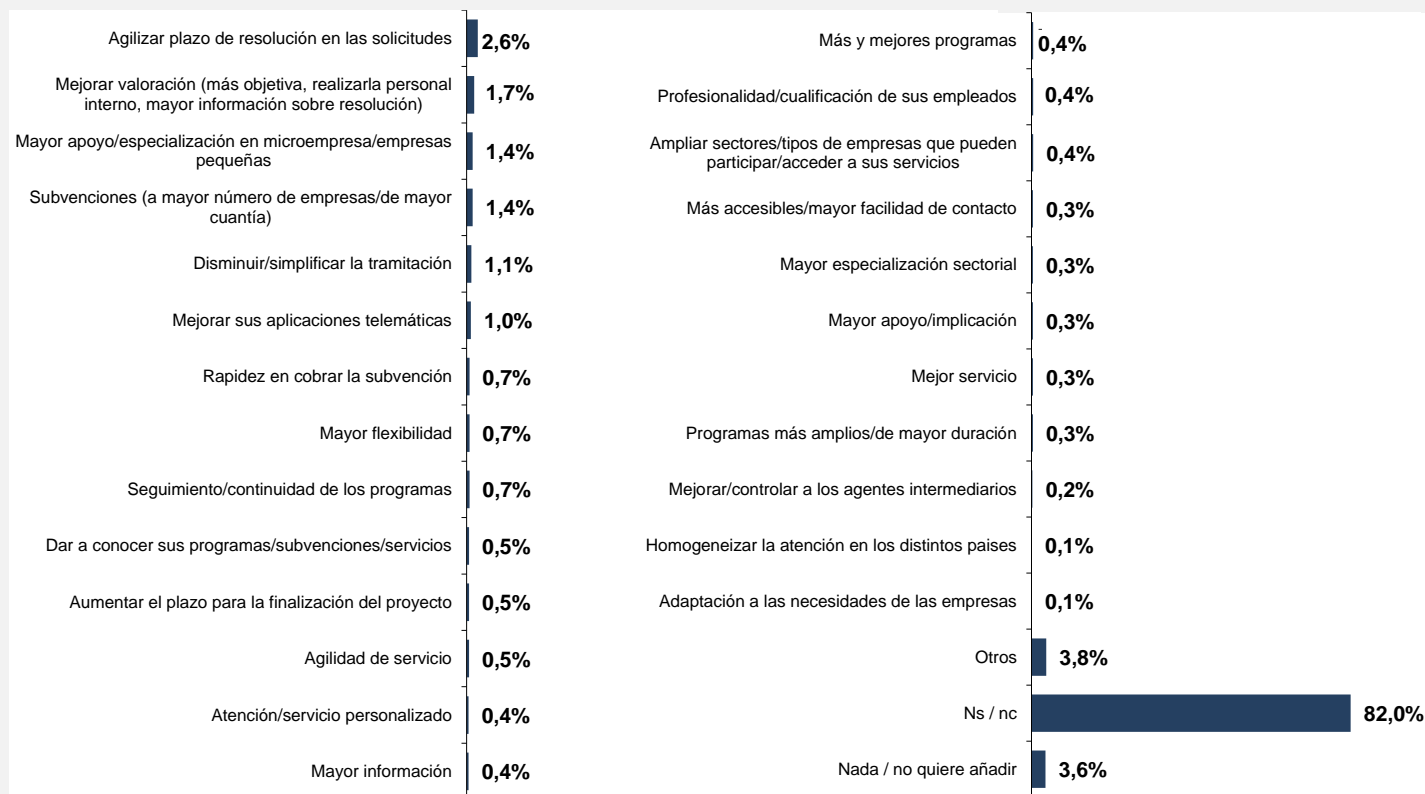 Agilizar plazo de resolución en las solicitudes
2,6%
Mejorar valoración (más objetiva, realizarla personal
interno, mayor información sobre resolución)
1,7%
Mayor apoyo/especialización en microempresa/empresas
pequeñas
1,4%
Subvenciones (a mayor número de empresas/de mayor
cuantía)
1,4%
Disminuir/simplificar la tramitación
1,1%
Mejorar sus aplicaciones telemáticas
1,0%
Rapidez en cobrar la subvención
0,7%
Mayor flexibilidad
0,7%
Seguimiento/continuidad de los programas
0,7%
Dar a conocer sus programas/subvenciones/servicios
0,5%
Aumentar el plazo para la finalización del proyecto
0,5%
Agilidad de servicio
0,5%
Atención/servicio personalizado
0,4%
Mayor información
0,4%
Más y mejores programas
0,4%
Profesionalidad/cualificación de sus empleados
0,4%
Ampliar sectores/tipos de empresas que pueden
participar/acceder a sus servicios
0,4%
Más accesibles/mayor facilidad de contacto
0,3%
Mayor especialización sectorial
0,3%
Mayor apoyo/implicación
0,3%
Mejor servicio
0,3%
Programas más amplios/de mayor duración
0,3%
Mejorar/controlar a los agentes intermediarios
0,2%
Homogeneizar la atención en los distintos paises
0,1%
Adaptación a las necesidades de las empresas
0,1%
Otros
3,8%
Ns / nc
82,0%
Nada / no quiere añadir
3,6%